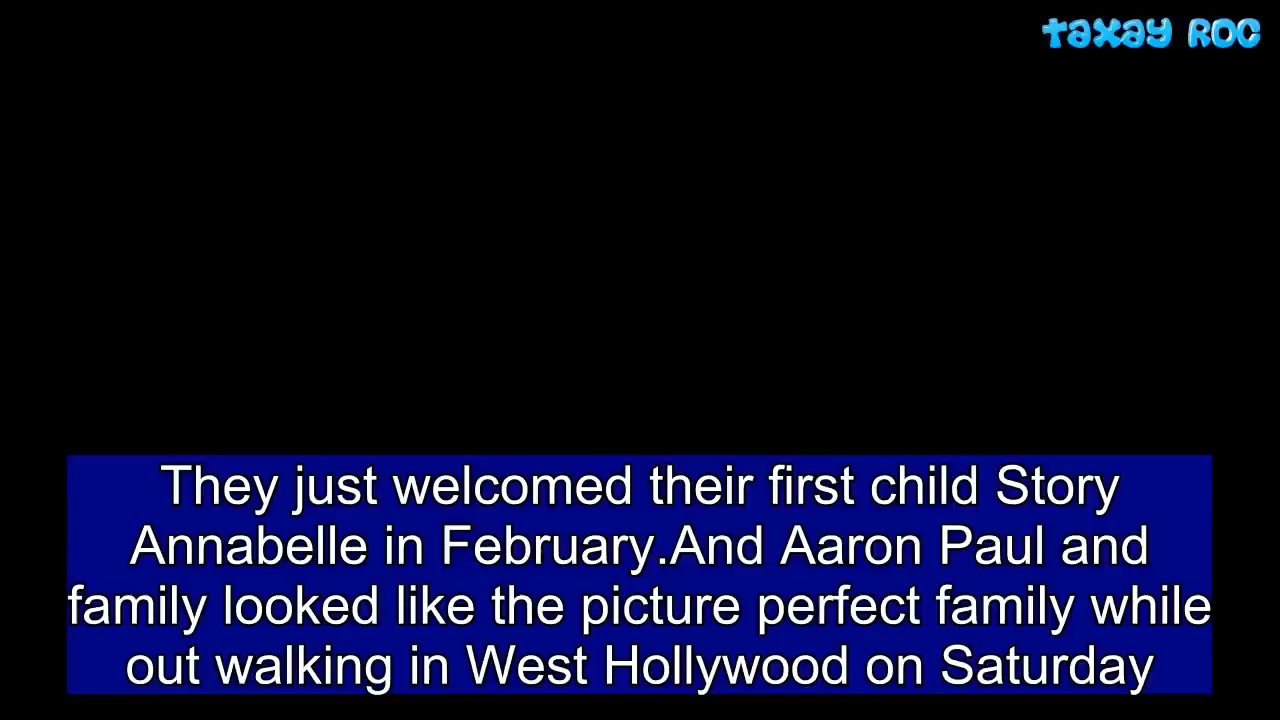 taxay ROC
They just welcomed their first child Story
Annabelle in February.And Aaron Paul and
family looked like the picture perfect family while
out walking in West Hollywood on Saturday